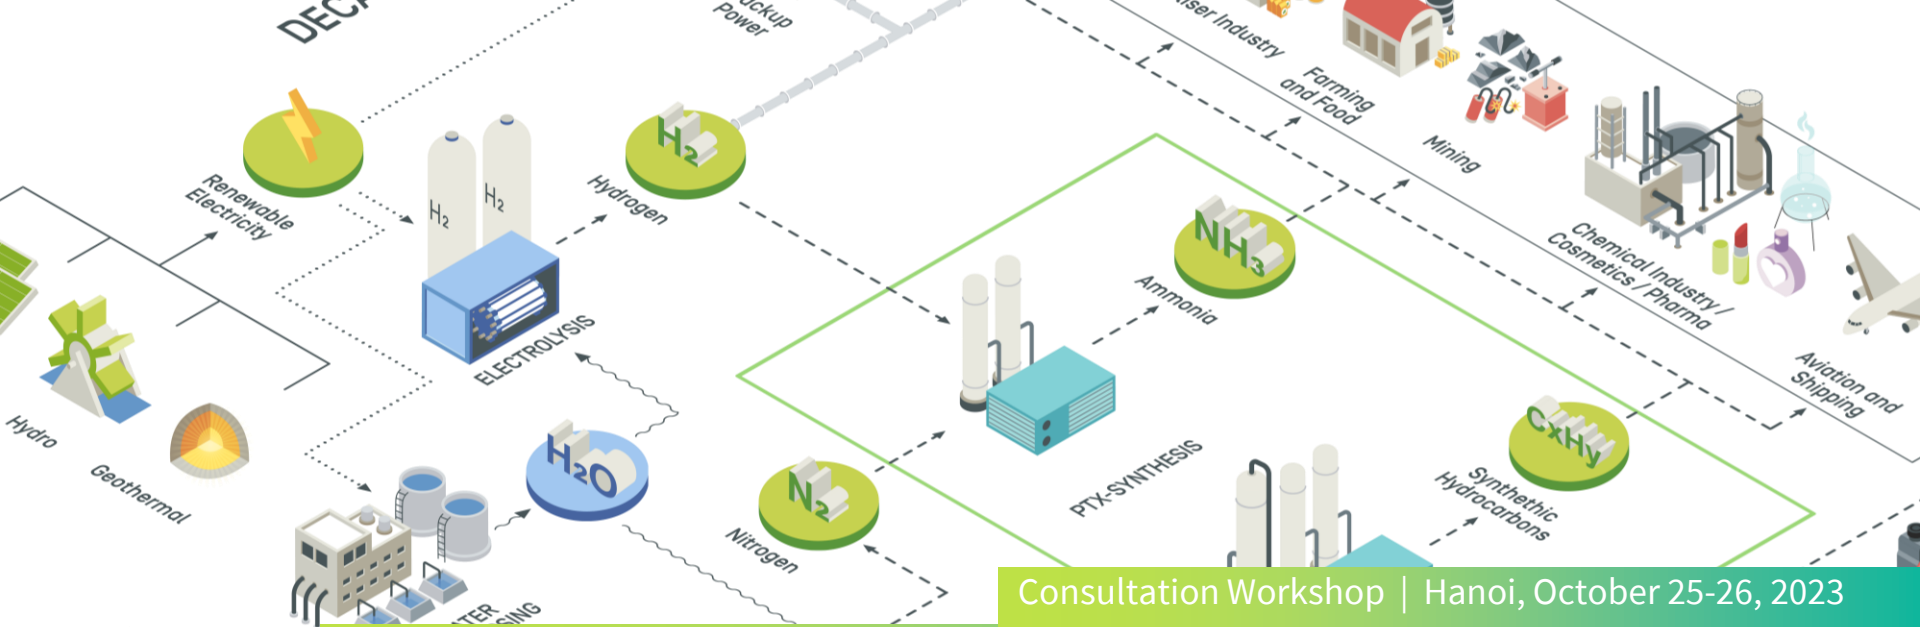 Power
Renewable
Electricity
H₂
H₂
H₂
Hydrogen
ELECTROLYSIS
Hydro
Geothermal
H₂O
N₂
Nitrogen
NH₃
Ammonia
PTX-SYNTHESIS
CxHy
Synthethic
Hydrocarbons
Industry
Farming
and Food
Mining
Chemical Industry/
Cosmetics / Pharma
Aviation and
Shipping
Consultation Workshop | Hanoi, October 25-26, 2023